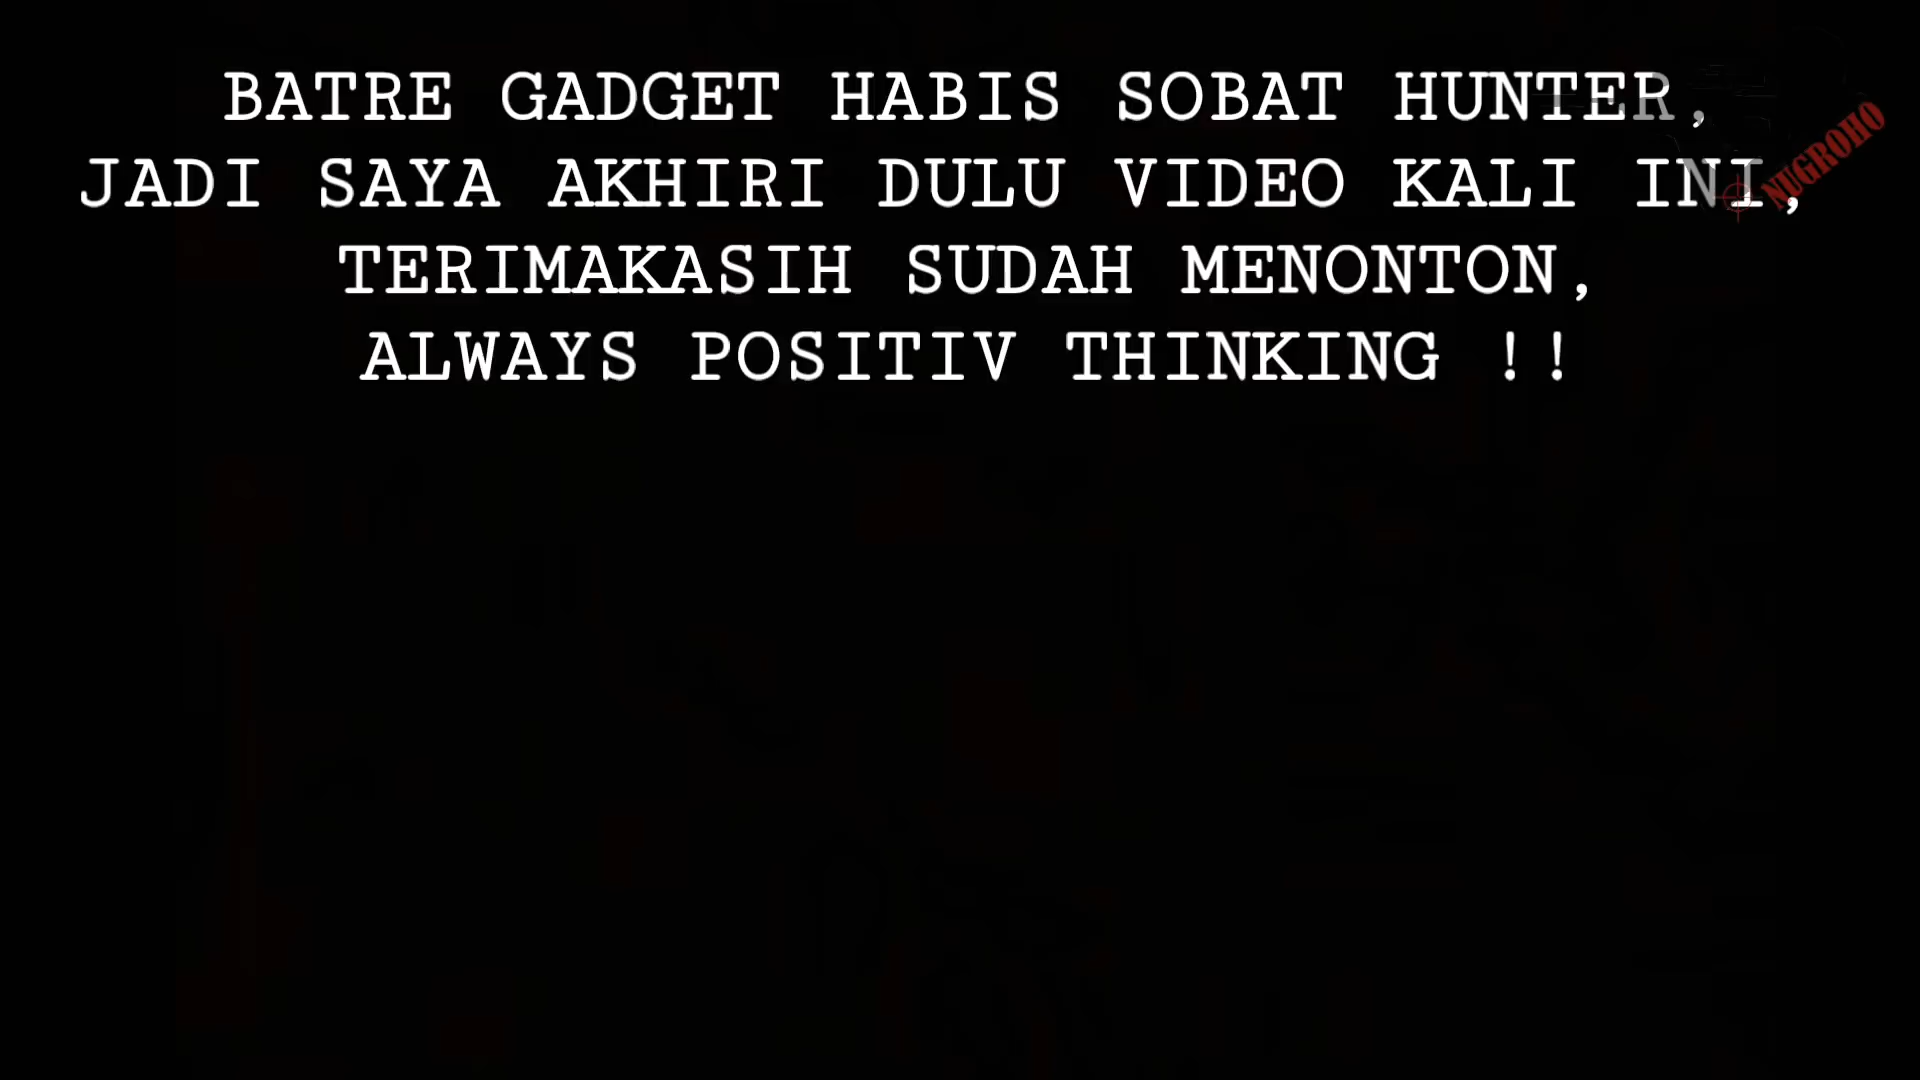 BATRE GADGET HABIS SOBAT HUNTER,
JADI SAYA AKHIRI DULU VIDEO KALI INI,
TERIMAKASIH SUDAH MENONTON,
ALWAYS POSITIV THINKING !!
NUGROHO